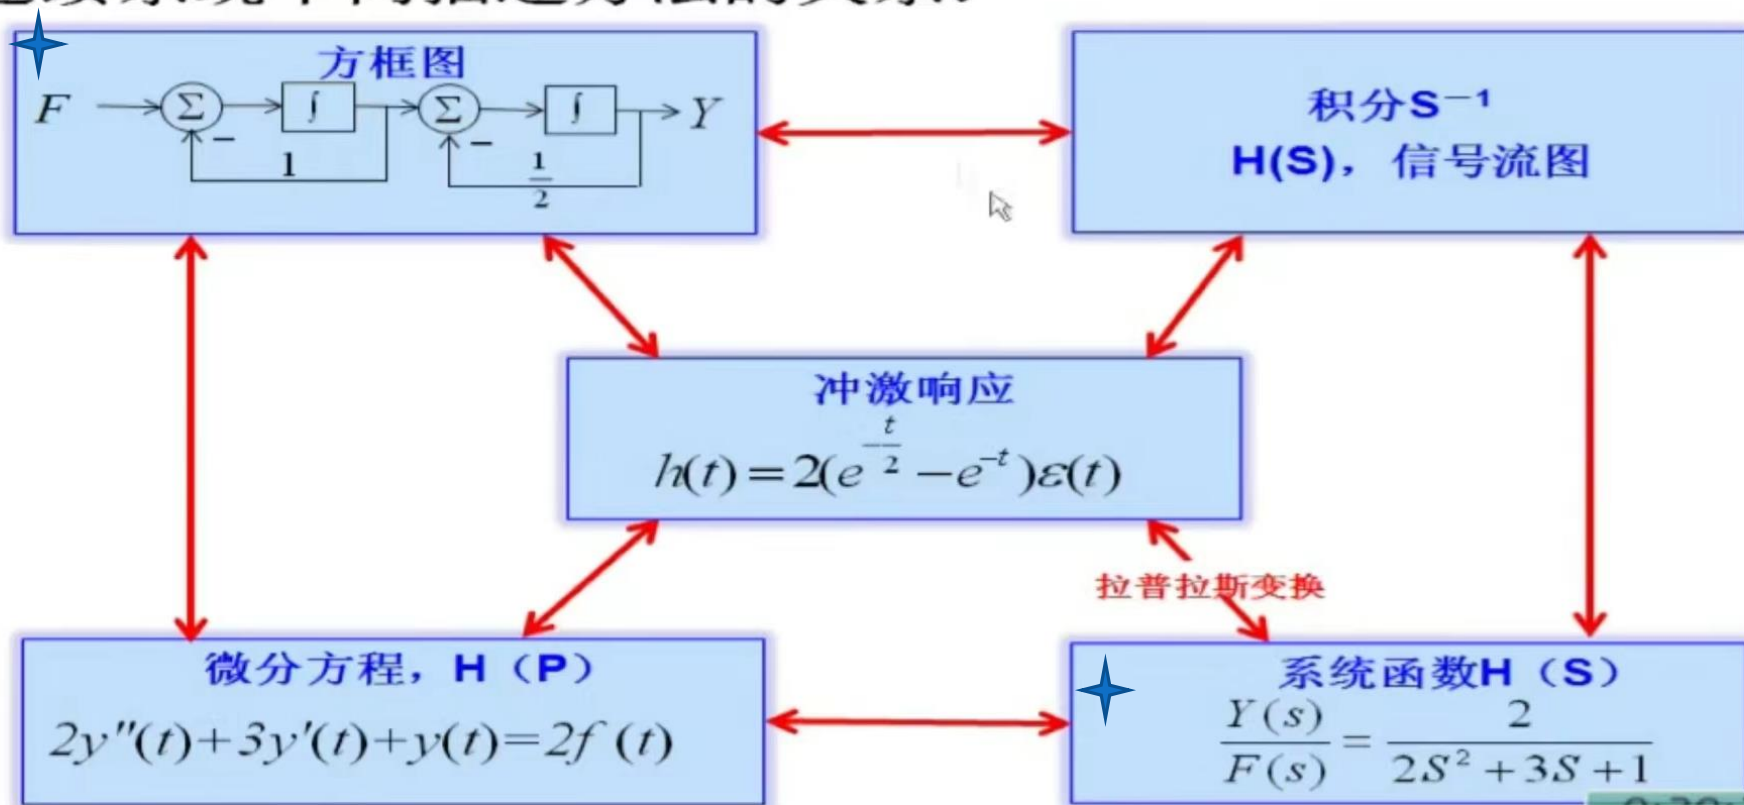 方框图
F Σ ∫ Σ ∫ Y
− −
1 1/2
积分S⁻¹
H(S)，信号流图
冲激响应
h(t)=2(e^{-t/2}-e^{-t})ε(t)
拉普拉斯变换
微分方程，H（P）
2y″(t)+3y′(t)+y(t)=2f (t)
系统函数H（S）
Y(s)/F(s) = 2/(2S²+3S+1)